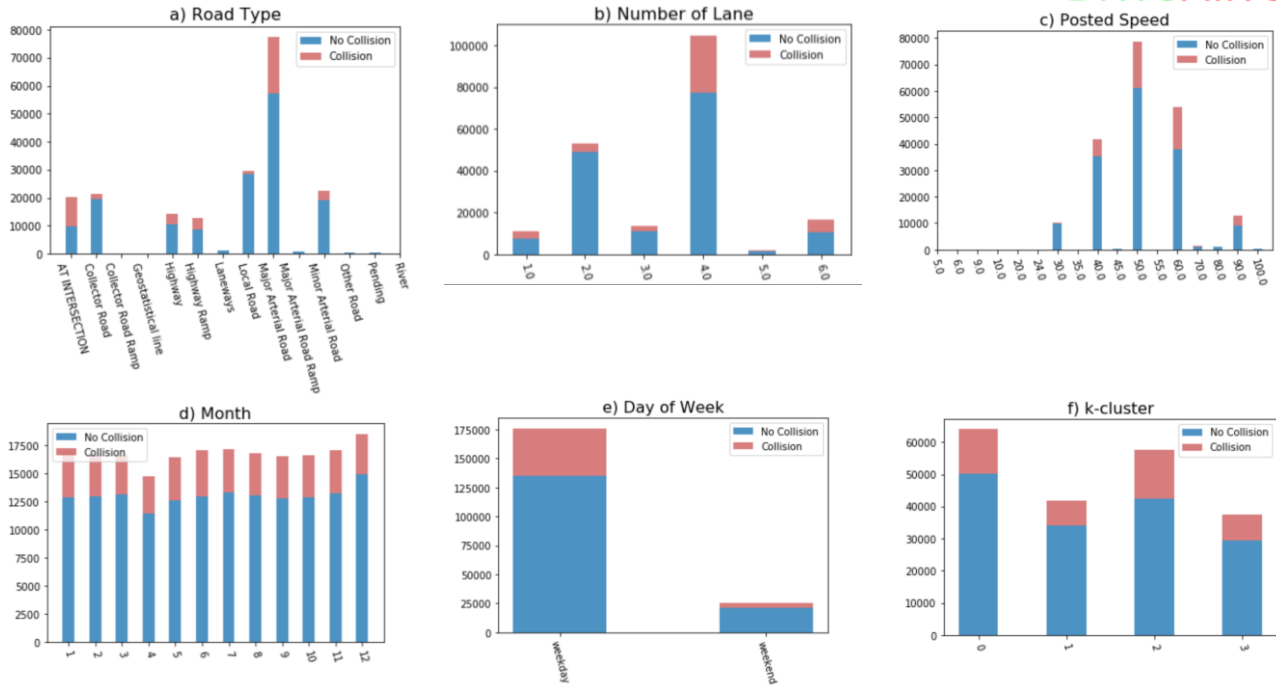 a) Road Type
No Collision
Collision
80000
70000
60000
50000
40000
30000
20000
10000
0
AT INTERSECTION
Collector Road
Collector Road Ramp
Geostatistical line
Highway
Highway Ramp
Laneways
Local Road
Major Arterial Road
Major Arterial Road Ramp
Minor Arterial Road
Other Road
Pending
River
b) Number of Lane
No Collision
Collision
100000
80000
60000
40000
20000
0
1.0
2.0
3.0
4.0
5.0
6.0
c) Posted Speed
No Collision
Collision
80000
70000
60000
50000
40000
30000
20000
10000
0
5.0
6.0
9.0
10.0
20.0
24.0
30.0
40.0
45.0
50.0
60.0
70.0
80.0
90.0
100.0
d) Month
No Collision
Collision
17500
15000
12500
10000
7500
5000
2500
0
1
2
3
4
5
6
7
8
9
10
11
12
e) Day of Week
No Collision
Collision
175000
150000
125000
100000
75000
50000
25000
0
weekday
weekend
f) k-cluster
No Collision
Collision
60000
50000
40000
30000
20000
10000
0
0
1
2
3